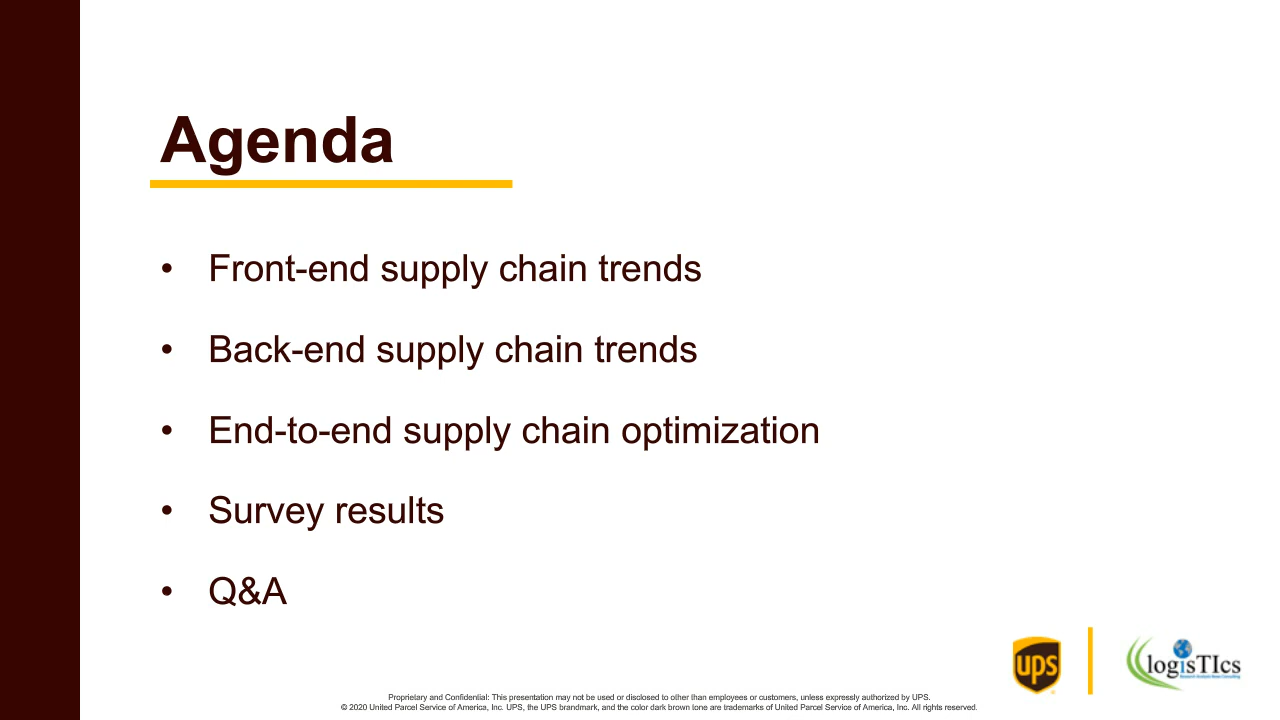 Agenda
• Front-end supply chain trends
• Back-end supply chain trends
• End-to-end supply chain optimization
• Survey results
• Q&A
ups
logisTIcs
Proprietary and Confidential: This presentation may not be used or disclosed to other than employees or customers, unless expressly authorized by UPS.
© 2020 United Parcel Service of America, Inc. UPS, the UPS brandmark, and the color dark brown tone are trademarks of United Parcel Service of America, Inc. All rights reserved.